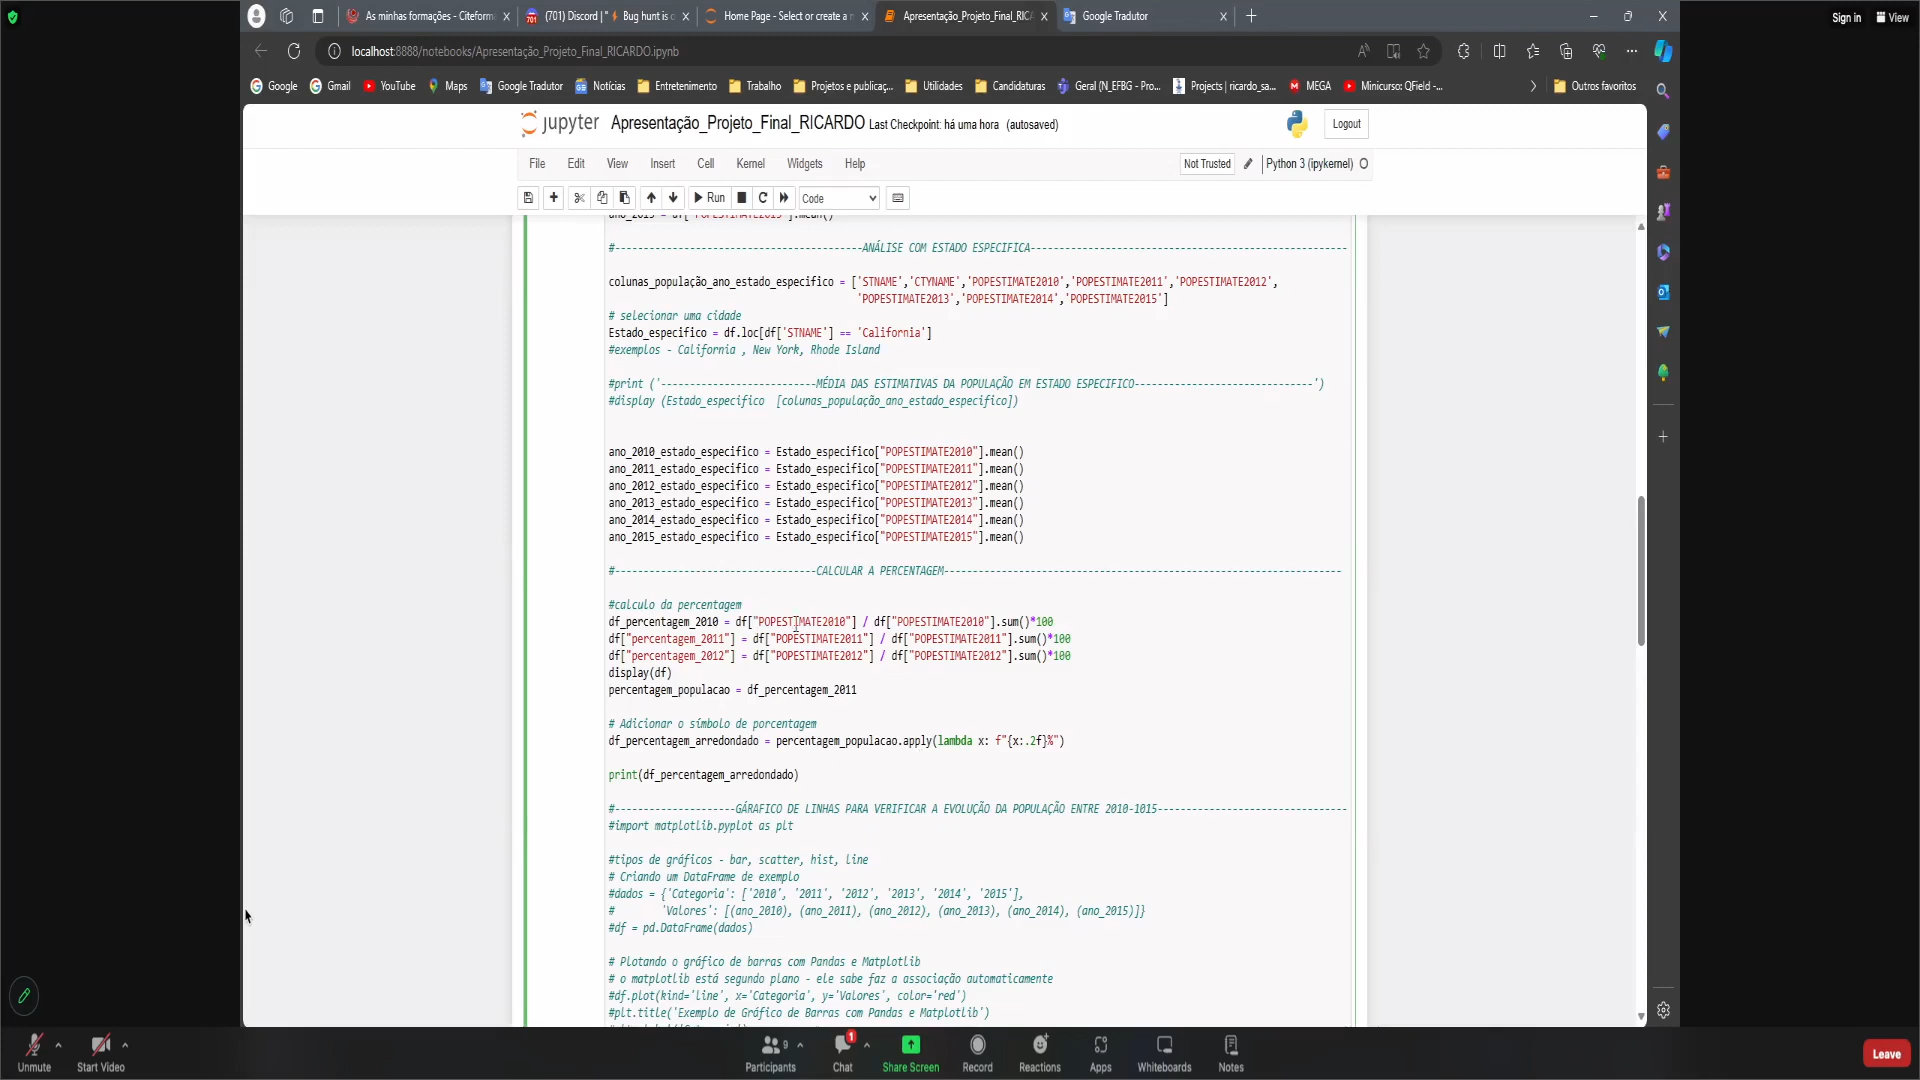 Sign in
View
As minhas formações - Citeform
(701) Discord | "⚡ Bug hunt is o
Home Page - Select or create a n
Apresentação_Projeto_Final_RIC
Google Tradutor
localhost:8888/notebooks/Apresentação_Projeto_Final_RICARDO.ipynb
Google
Gmail
YouTube
Maps
Google Tradutor
Notícias
Entretenimento
Trabalho
Projetos e publicaç...
Utilidades
Candidaturas
Geral (N_EFBG - Pro...
Projects | ricardo_sa...
MEGA
Minicurso: QField -...
Outros favoritos
jupyter
Apresentação_Projeto_Final_RICARDO Last Checkpoint: há uma hora (autosaved)
Logout
File
Edit
View
Insert
Cell
Kernel
Widgets
Help
Not Trusted
Python 3 (ipykernel)
Run
Code
#-------------------------------------------ANÁLISE COM ESTADO ESPECIFICA-------------------------------------------------------
colunas_população_ano_estado_especifico = ['STNAME','CTYNAME','POPESTIMATE2010','POPESTIMATE2011','POPESTIMATE2012',
'POPESTIMATE2013','POPESTIMATE2014','POPESTIMATE2015']
# selecionar uma cidade
Estado_especifico = df.loc[df['STNAME'] == 'California']
#exemplos - California , New York, Rhode Island
#print ('---------------------------MÉDIA DAS ESTIMATIVAS DA POPULAÇÃO EM ESTADO ESPECIFICO-------------------------------')
#display (Estado_especifico  [colunas_população_ano_estado_especifico])
ano_2010_estado_especifico = Estado_especifico["POPESTIMATE2010"].mean()
ano_2011_estado_especifico = Estado_especifico["POPESTIMATE2011"].mean()
ano_2012_estado_especifico = Estado_especifico["POPESTIMATE2012"].mean()
ano_2013_estado_especifico = Estado_especifico["POPESTIMATE2013"].mean()
ano_2014_estado_especifico = Estado_especifico["POPESTIMATE2014"].mean()
ano_2015_estado_especifico = Estado_especifico["POPESTIMATE2015"].mean()
#-----------------------------------CALCULAR A PERCENTAGEM---------------------------------------------------------------------
#calculo da percentagem
df_percentagem_2010 = df["POPESTIMATE2010"] / df["POPESTIMATE2010"].sum()*100
df["percentagem_2011"] = df["POPESTIMATE2011"] / df["POPESTIMATE2011"].sum()*100
df["percentagem_2012"] = df["POPESTIMATE2012"] / df["POPESTIMATE2012"].sum()*100
display(df)
percentagem_populacao = df_percentagem_2011
# Adicionar o símbolo de porcentagem
df_percentagem_arredondado = percentagem_populacao.apply(lambda x: f"{x:.2f}%")
print(df_percentagem_arredondado)
#---------------------GÁRAFICO DE LINHAS PARA VERIFICAR A EVOLUÇÃO DA POPULAÇÃO ENTRE 2010-1015---------------------------------
#import matplotlib.pyplot as plt
#tipos de gráficos - bar, scatter, hist, line
# Criando um DataFrame de exemplo
#dados = {'Categoria': ['2010', '2011', '2012', '2013', '2014', '2015'],
#        'Valores': [(ano_2010), (ano_2011), (ano_2012), (ano_2013), (ano_2014), (ano_2015)]}
#df = pd.DataFrame(dados)
# Plotando o gráfico de barras com Pandas e Matplotlib
# o matplotlib está segundo plano - ele sabe faz a associação automaticamente
#df.plot(kind='line', x='Categoria', y='Valores', color='red')
#plt.title('Exemplo de Gráfico de Barras com Pandas e Matplotlib')
Unmute
Start Video
9
Participants
1
Chat
Share Screen
Record
Reactions
Apps
Whiteboards
Notes
Leave